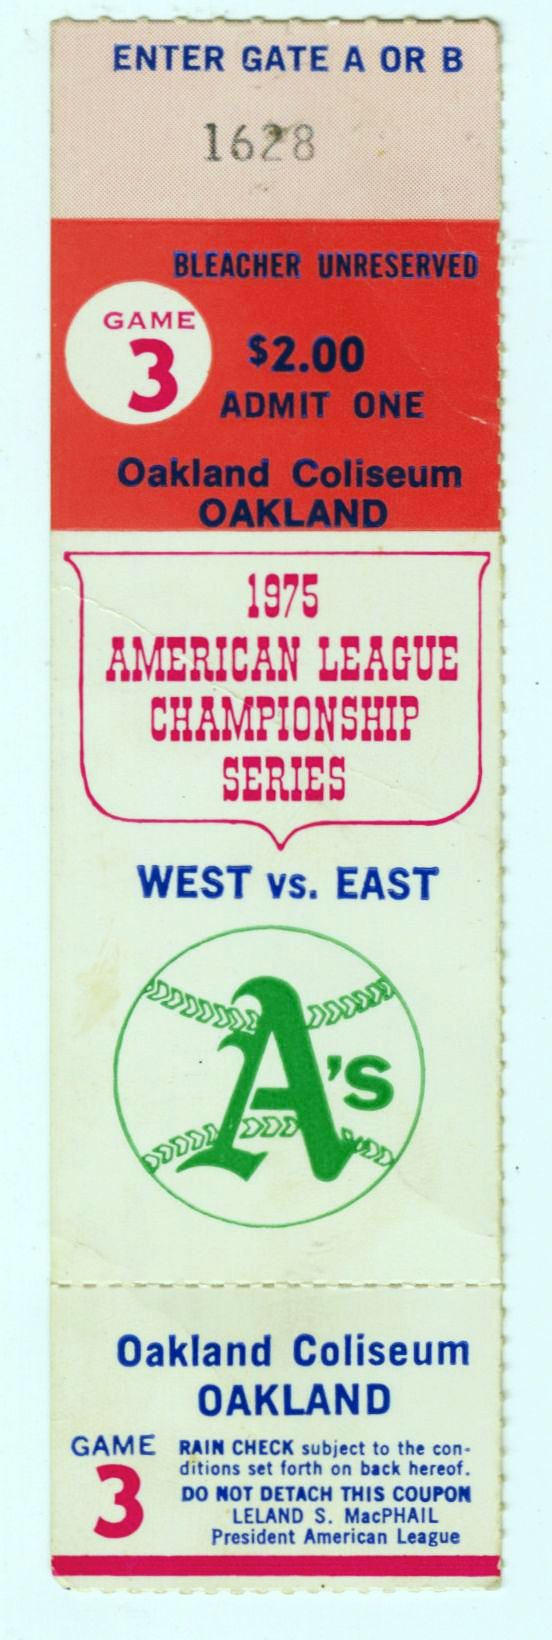 ENTER GATE A OR B
1628
BLEACHER UNRESERVED
GAME
3
$2.00
ADMIT ONE
Oakland Coliseum
OAKLAND
1975
AMERICAN LEAGUE
CHAMPIONSHIP
SERIES
WEST vs. EAST
A's
Oakland Coliseum
OAKLAND
GAME
3
RAIN CHECK subject to the con-
ditions set forth on back hereof.
DO NOT DETACH THIS COUPON
LELAND S. MacPHAIL
President American League